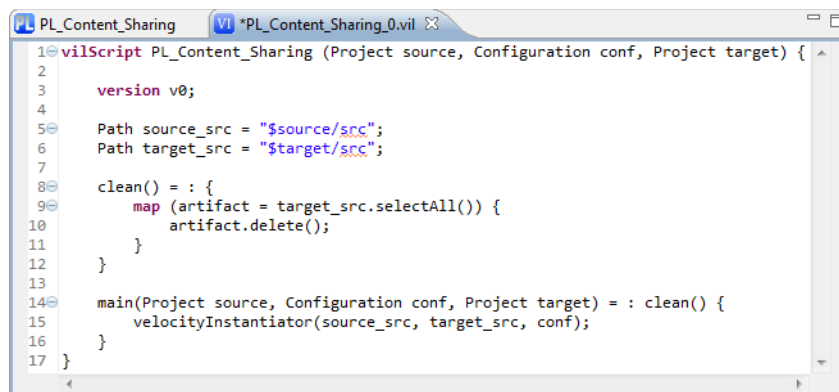 PL PL_Content_Sharing VI *PL_Content_Sharing_0.vil
1 vilScript PL_Content_Sharing (Project source, Configuration conf, Project target) {
2
3 version v0;
4
5 Path source_src = "$source/src";
6 Path target_src = "$target/src";
7
8 clean() = : {
9 map (artifact = target_src.selectAll()) {
10 artifact.delete();
11 }
12 }
13
14 main(Project source, Configuration conf, Project target) = : clean() {
15 velocityInstantiator(source_src, target_src, conf);
16 }
17 }